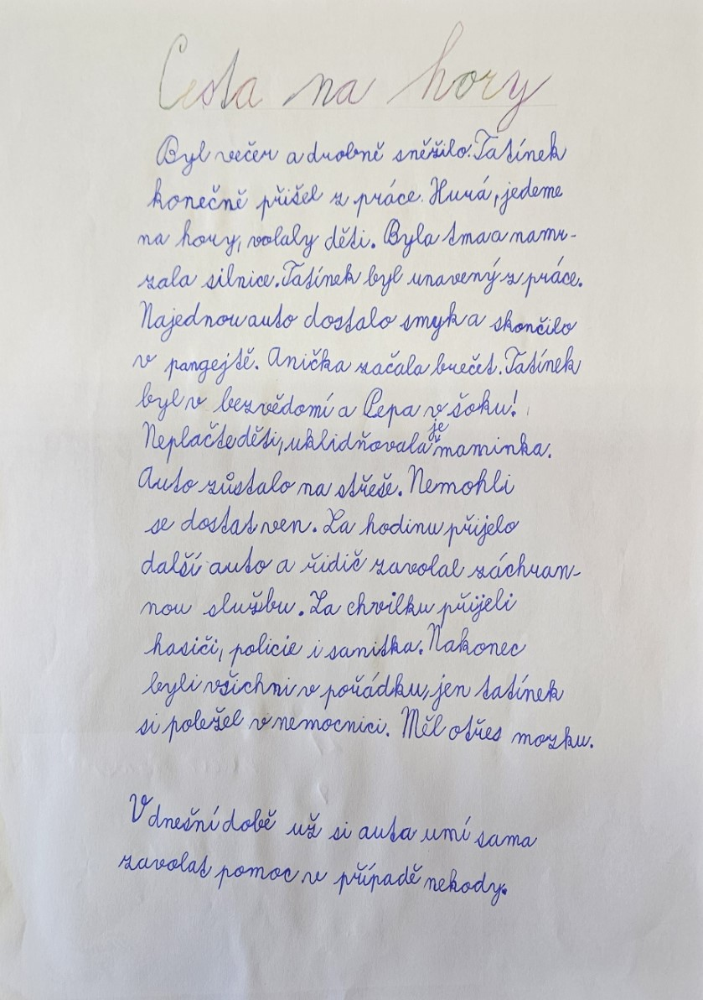 Cesta na hory
Byl večer a drobně sněžilo. Tatínek
konečně přišel z práce. Hurá, jedeme
na hory, volaly děti. Byla tma a namr-
zala silnice. Tatínek byl unavený z práce.
Najednou auto dostalo smyk a skončilo
v pangejtě. Anička začala brečet. Tatínek
byl v bezvědomí a Pepa v šoku!
Neplačte děti, uklidňovala je maminka.
Auto zůstalo na střeše. Nemohli
se dostat ven. Za hodinu přijelo
další auto a řidič zavolal záchran-
nou službu. Za chvilku přijeli
hasiči, policie i sanitka. Nakonec
byli všichni v pořádku, jen tatínek
si poležel v nemocnici. Měl otřes mozku.
V dnešní době už si auta umí sama
zavolat pomoc v případě nekody.